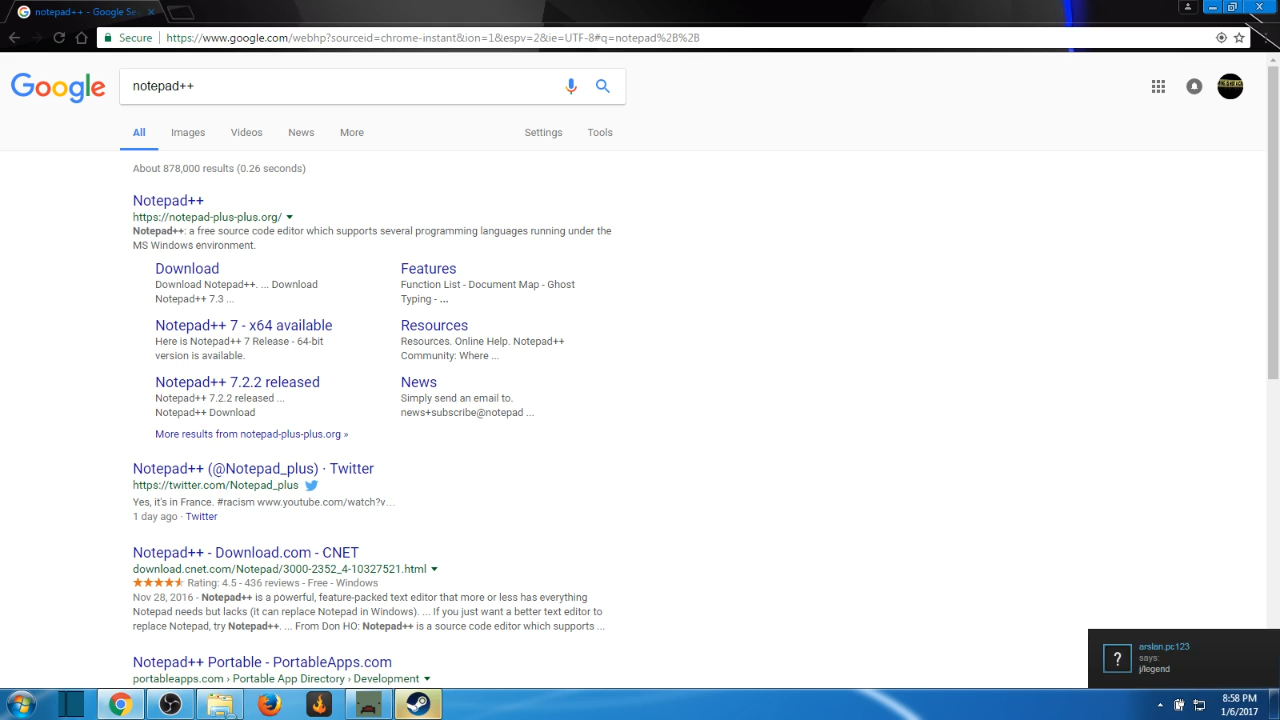 notepad++ - Google Se
Secure | https://www.google.com/webhp?sourceid=chrome-instant&ion=1&espv=2&ie=UTF-8#q=notepad%2B%2B
Google
notepad++
All Images Videos News More Settings Tools
About 878,000 results (0.26 seconds)
Notepad++
https://notepad-plus-plus.org/
Notepad++: a free source code editor which supports several programming languages running under the
MS Windows environment.
Download
Download Notepad++. ... Download
Notepad++ 7.3 ...
Features
Function List - Document Map - Ghost
Typing - ...
Notepad++ 7 - x64 available
Here is Notepad++ 7 Release - 64-bit
version is available.
Resources
Resources. Online Help. Notepad++
Community: Where ...
Notepad++ 7.2.2 released
Notepad++ 7.2.2 released ...
Notepad++ Download
News
Simply send an email to.
news+subscribe@notepad ...
More results from notepad-plus-plus.org »
Notepad++ (@Notepad_plus) · Twitter
https://twitter.com/Notepad_plus
Yes, it's in France. #racism www.youtube.com/watch?v…
1 day ago - Twitter
Notepad++ - Download.com - CNET
download.cnet.com/Notepad/3000-2352_4-10327521.html
Rating: 4.5 - 436 reviews - Free - Windows
Nov 28, 2016 - Notepad++ is a powerful, feature-packed text editor that more or less has everything
Notepad needs but lacks (it can replace Notepad in Windows). ... If you just want a better text editor to
replace Notepad, try Notepad++. ... From Don HO: Notepad++ is a source code editor which supports ...
Notepad++ Portable - PortableApps.com
portableapps.com › Portable App Directory › Development
?
arslan.pc123
says:
j/legend
8:58 PM
1/6/2017